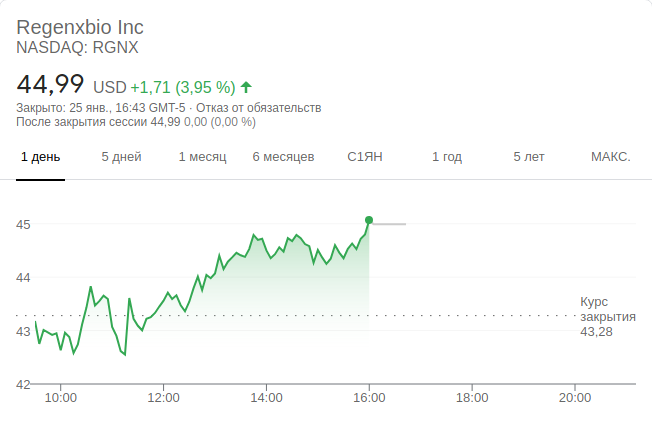 Regenxbio Inc
NASDAQ: RGNX
44,99 USD +1,71 (3,95 %)
Закрыто: 25 янв., 16:43 GMT-5 · Отказ от обязательств
После закрытия сессии 44,99 0,00 (0,00 %)
1 день 5 дней 1 месяц 6 месяцев С1ЯН 1 год 5 лет МАКС.
45
44
Курс
закрытия
43,28
43
42
10:00 12:00 14:00 16:00 18:00 20:00